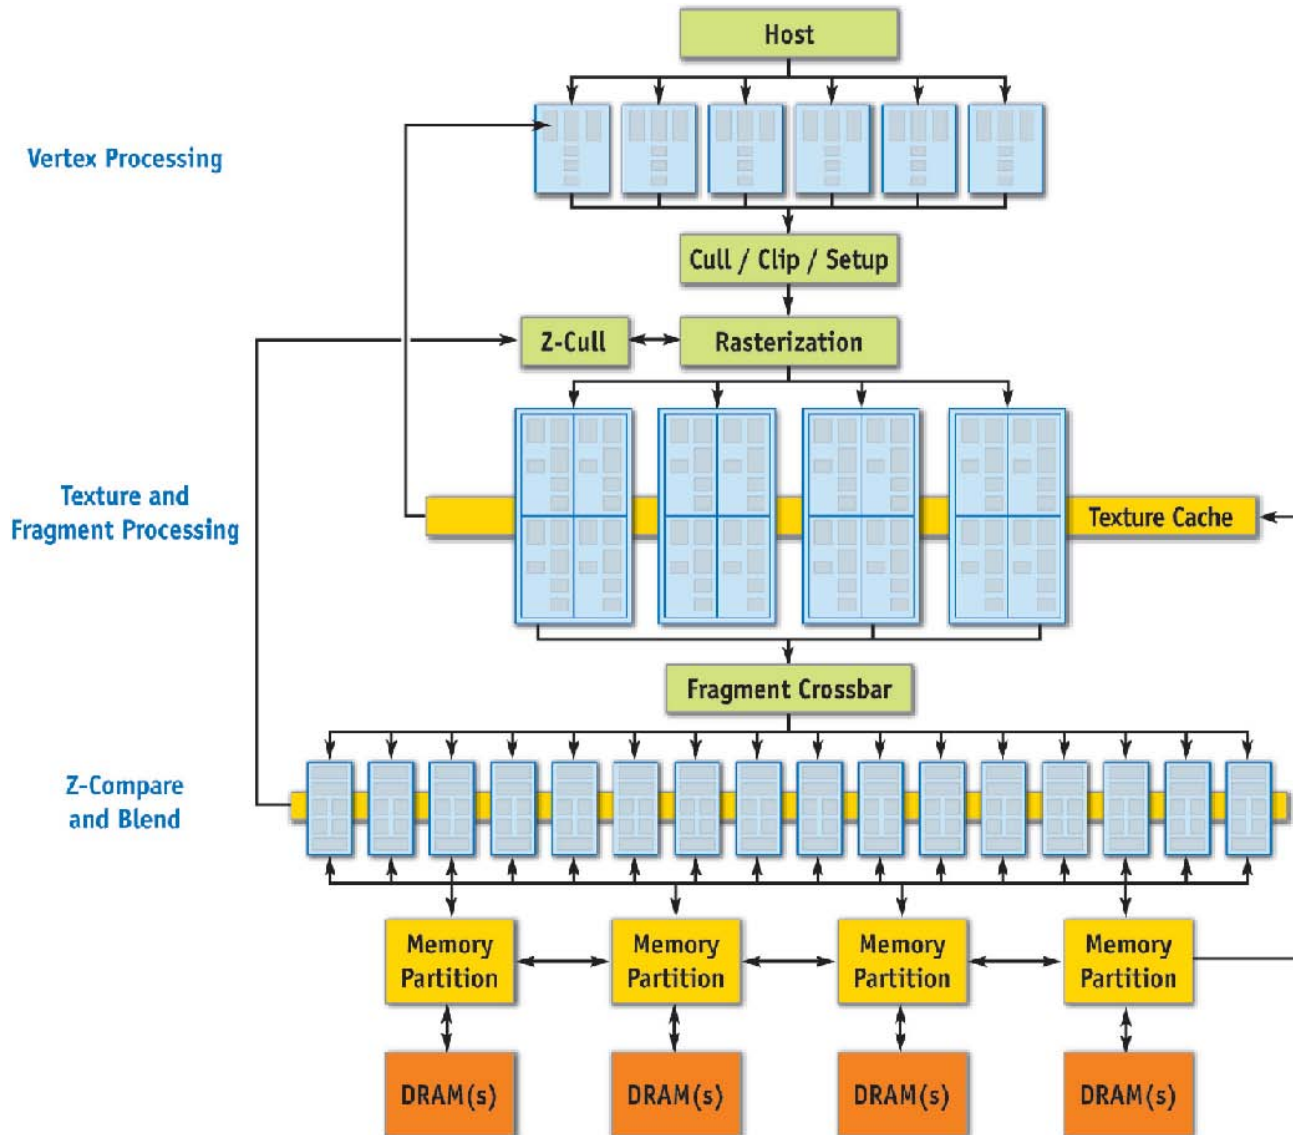 Host
Vertex Processing
Cull / Clip / Setup
Z-Cull
Rasterization
Texture and
Fragment Processing
Texture Cache
Fragment Crossbar
Z-Compare
and Blend
Memory
Partition
Memory
Partition
Memory
Partition
Memory
Partition
DRAM(s)
DRAM(s)
DRAM(s)
DRAM(s)